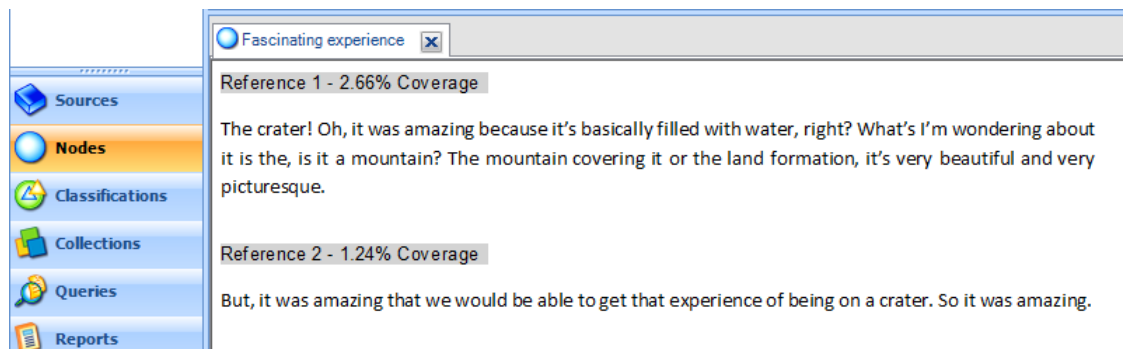 Fascinating experience
Sources
Nodes
Classifications
Collections
Queries
Reports
Reference 1 - 2.66% Coverage
The crater! Oh, it was amazing because it's basically filled with water, right? What's I'm wondering about
it is the, is it a mountain? The mountain covering it or the land formation, it's very beautiful and very
picturesque.
Reference 2 - 1.24% Coverage
But, it was amazing that we would be able to get that experience of being on a crater. So it was amazing.